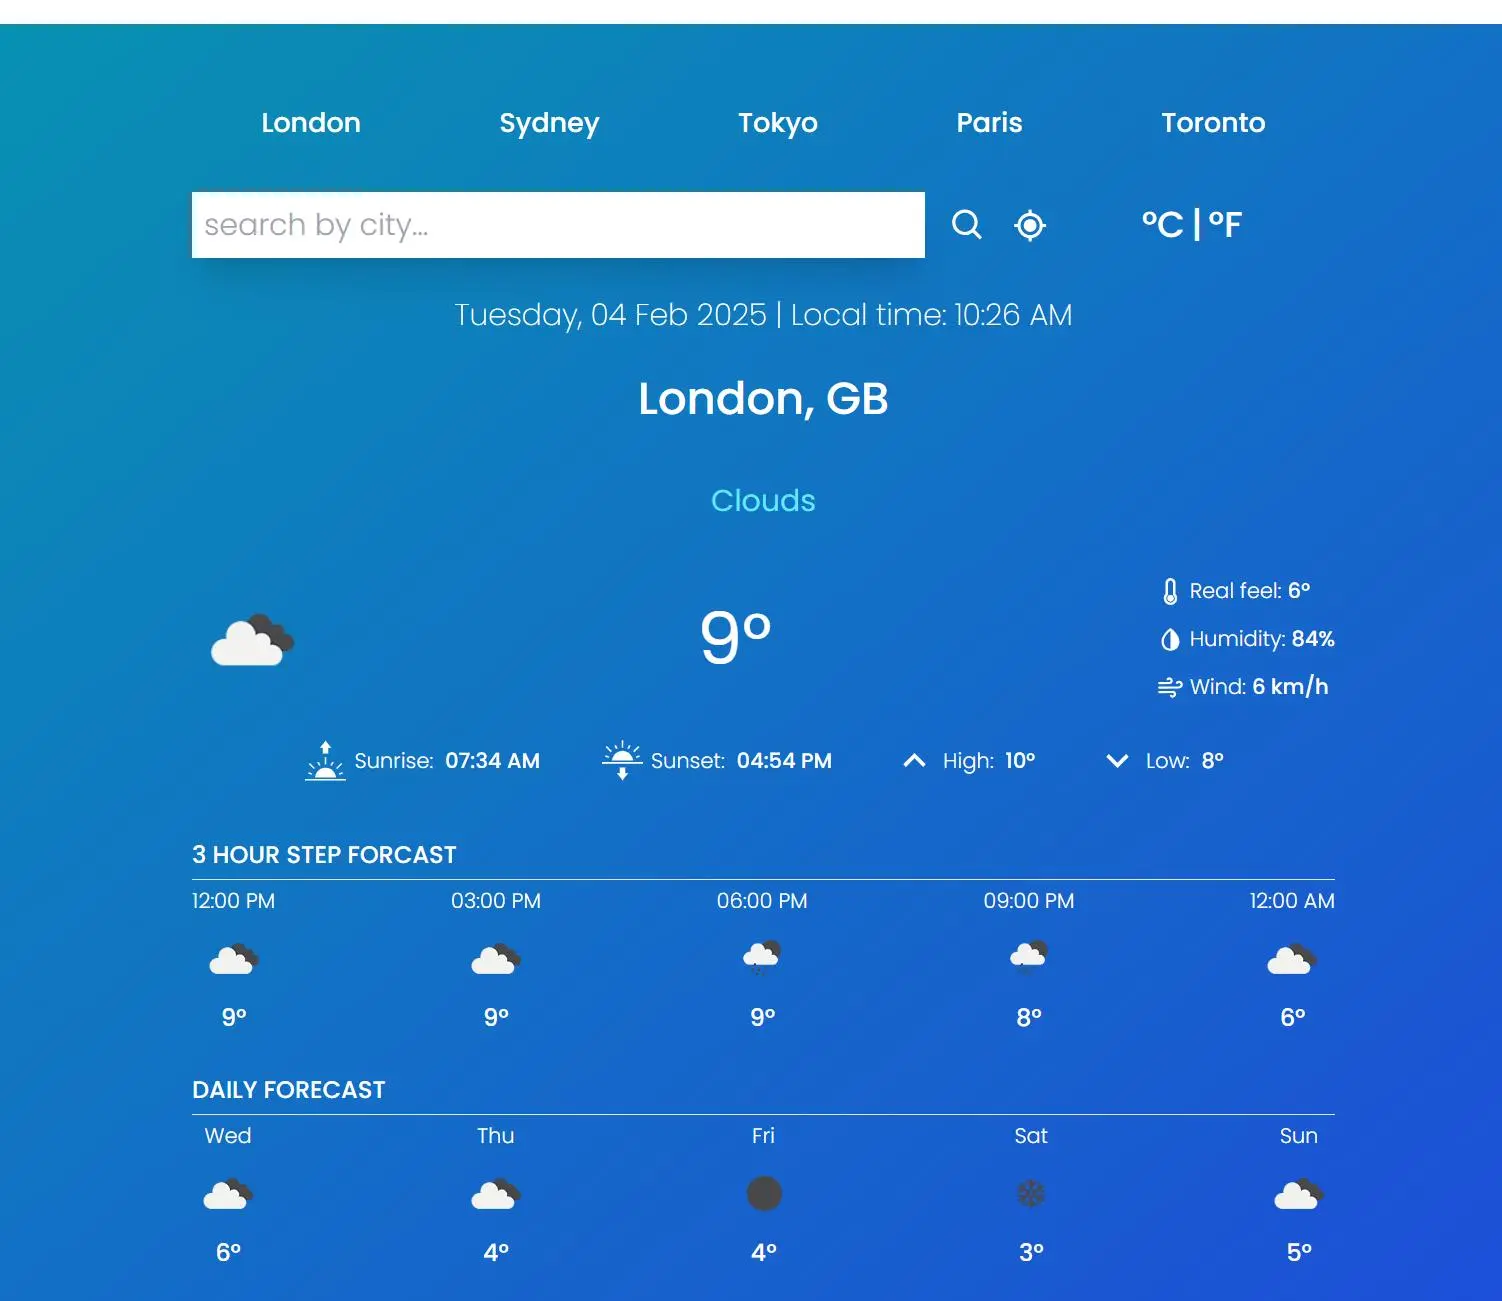 London Sydney Tokyo Paris Toronto
search by city...
°C | °F
Tuesday, 04 Feb 2025 | Local time: 10:26 AM
London, GB
Clouds
9°
Real feel: 6°
Humidity: 84%
Wind: 6 km/h
Sunrise: 07:34 AM Sunset: 04:54 PM High: 10° Low: 8°
3 HOUR STEP FORCAST
12:00 PM 03:00 PM 06:00 PM 09:00 PM 12:00 AM
9° 9° 9° 8° 6°
DAILY FORECAST
Wed Thu Fri Sat Sun
6° 4° 4° 3° 5°